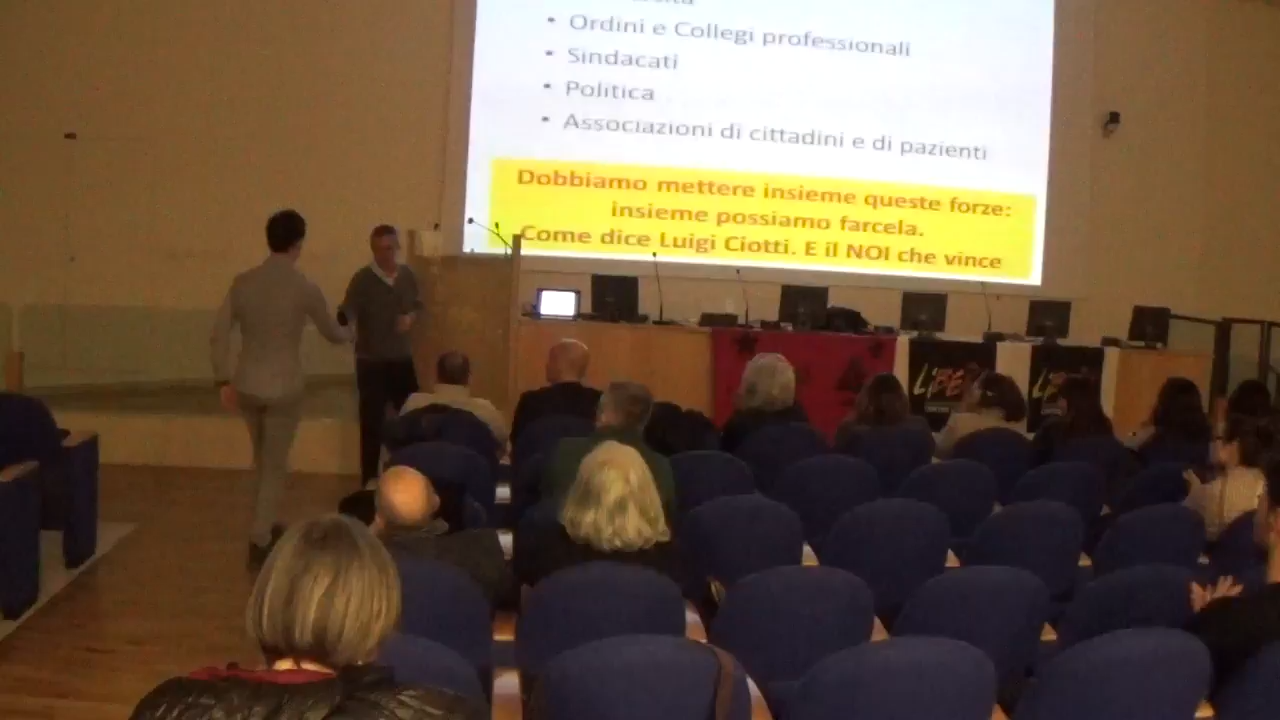 • Ordini e Collegi professionali
• Sindacati
• Politica
• Associazioni di cittadini e di pazienti
Dobbiamo mettere insieme queste forze:
insieme possiamo farcela.
Come dice Luigi Ciotti. E il NOI che vince